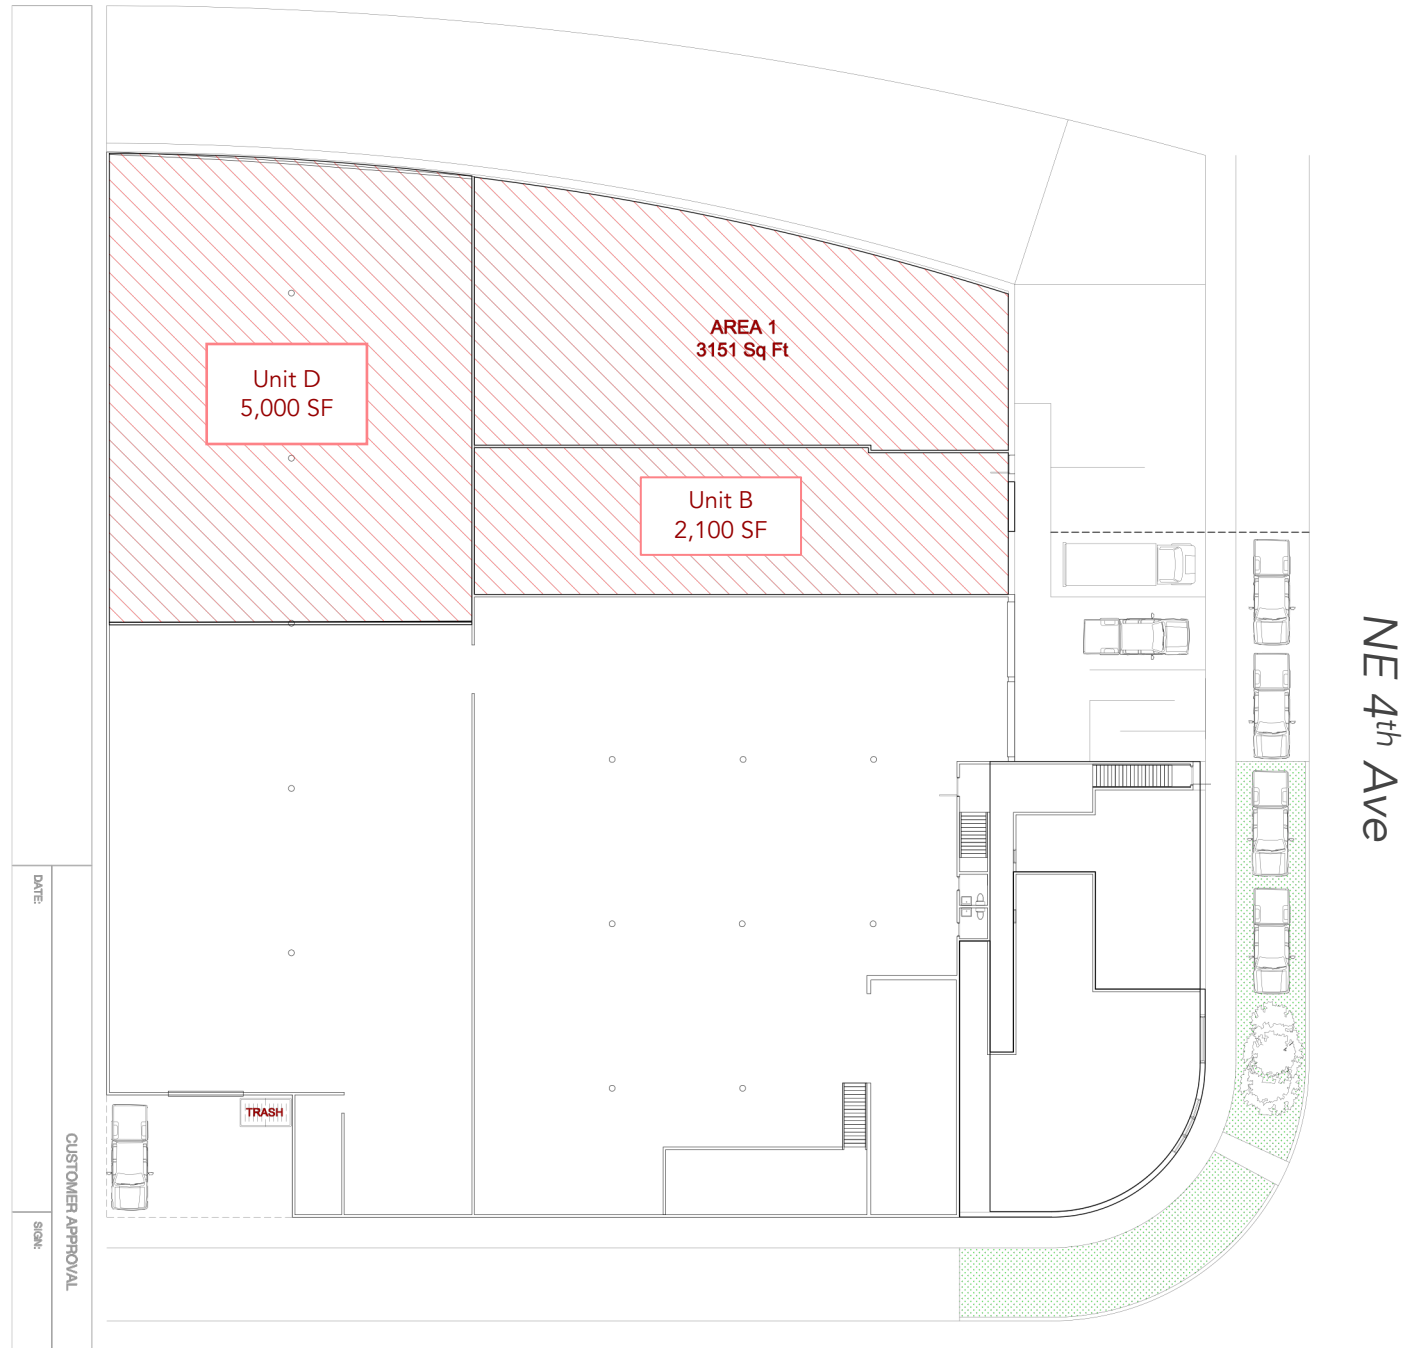 AREA 1
3151 Sq Ft
Unit D
5,000 SF
Unit B
2,100 SF
NE 4th Ave
TRASH
DATE:
CUSTOMER APPROVAL
SIGN: